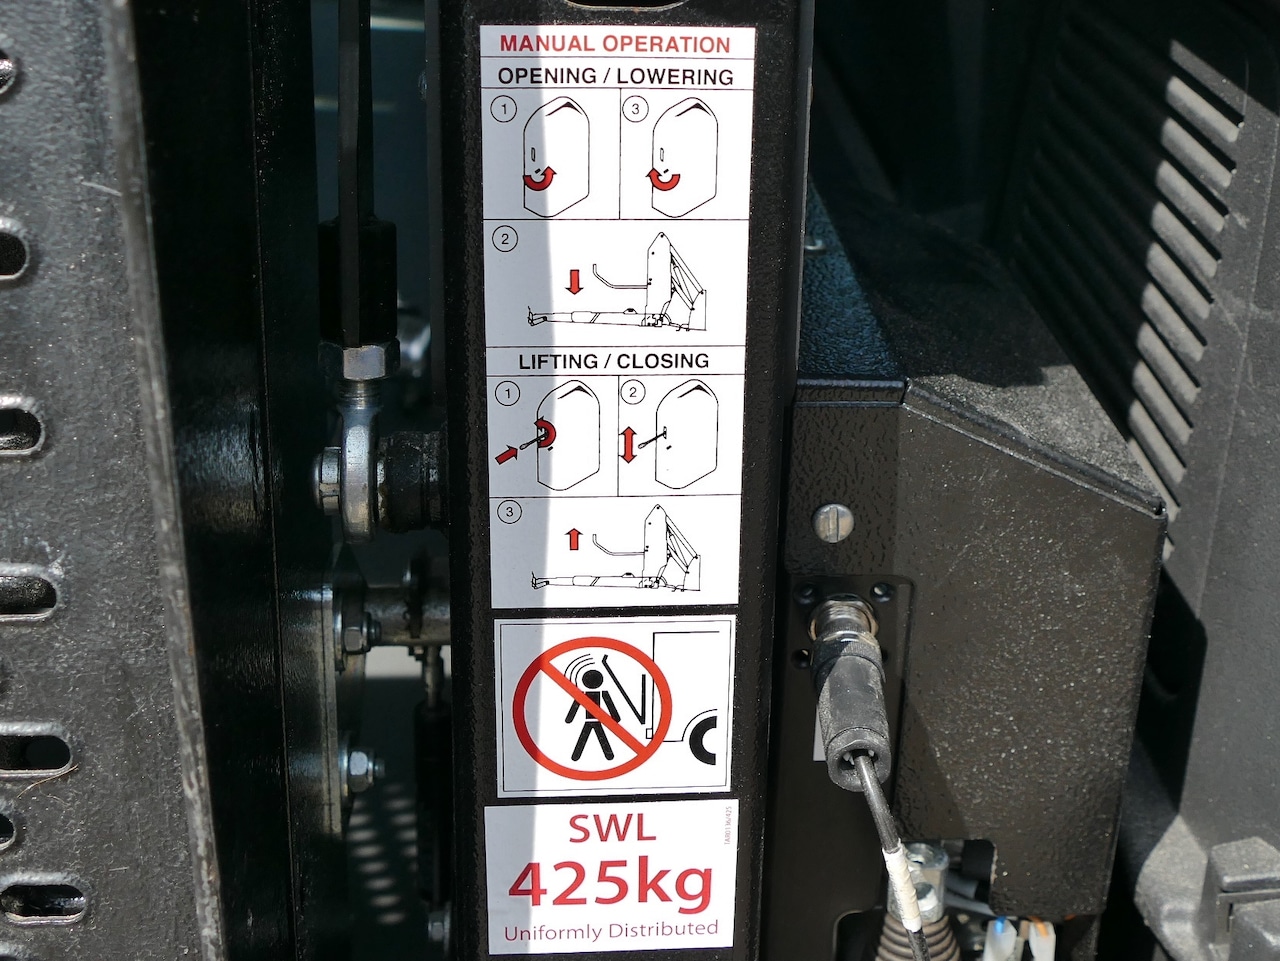 MANUAL OPERATION
OPENING / LOWERING
1
3
2
LIFTING / CLOSING
1
2
3
SWL
425kg
Uniformly Distributed